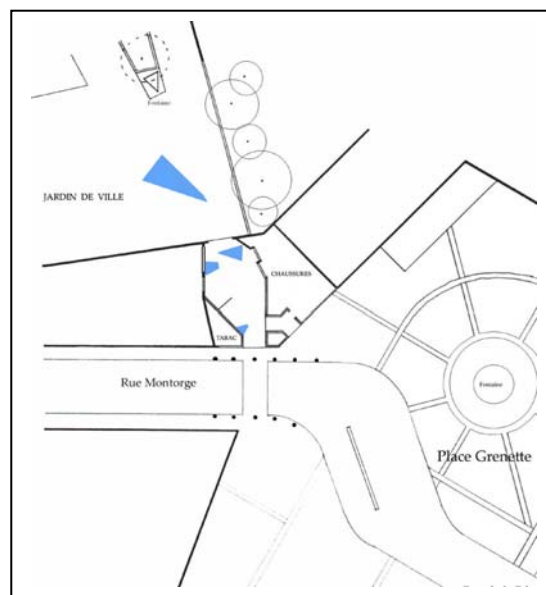 Fontaine
JARDIN DE VILLE
CHAUSSURES
TABAC
Rue Montorge
Fontaine
Place Grenette